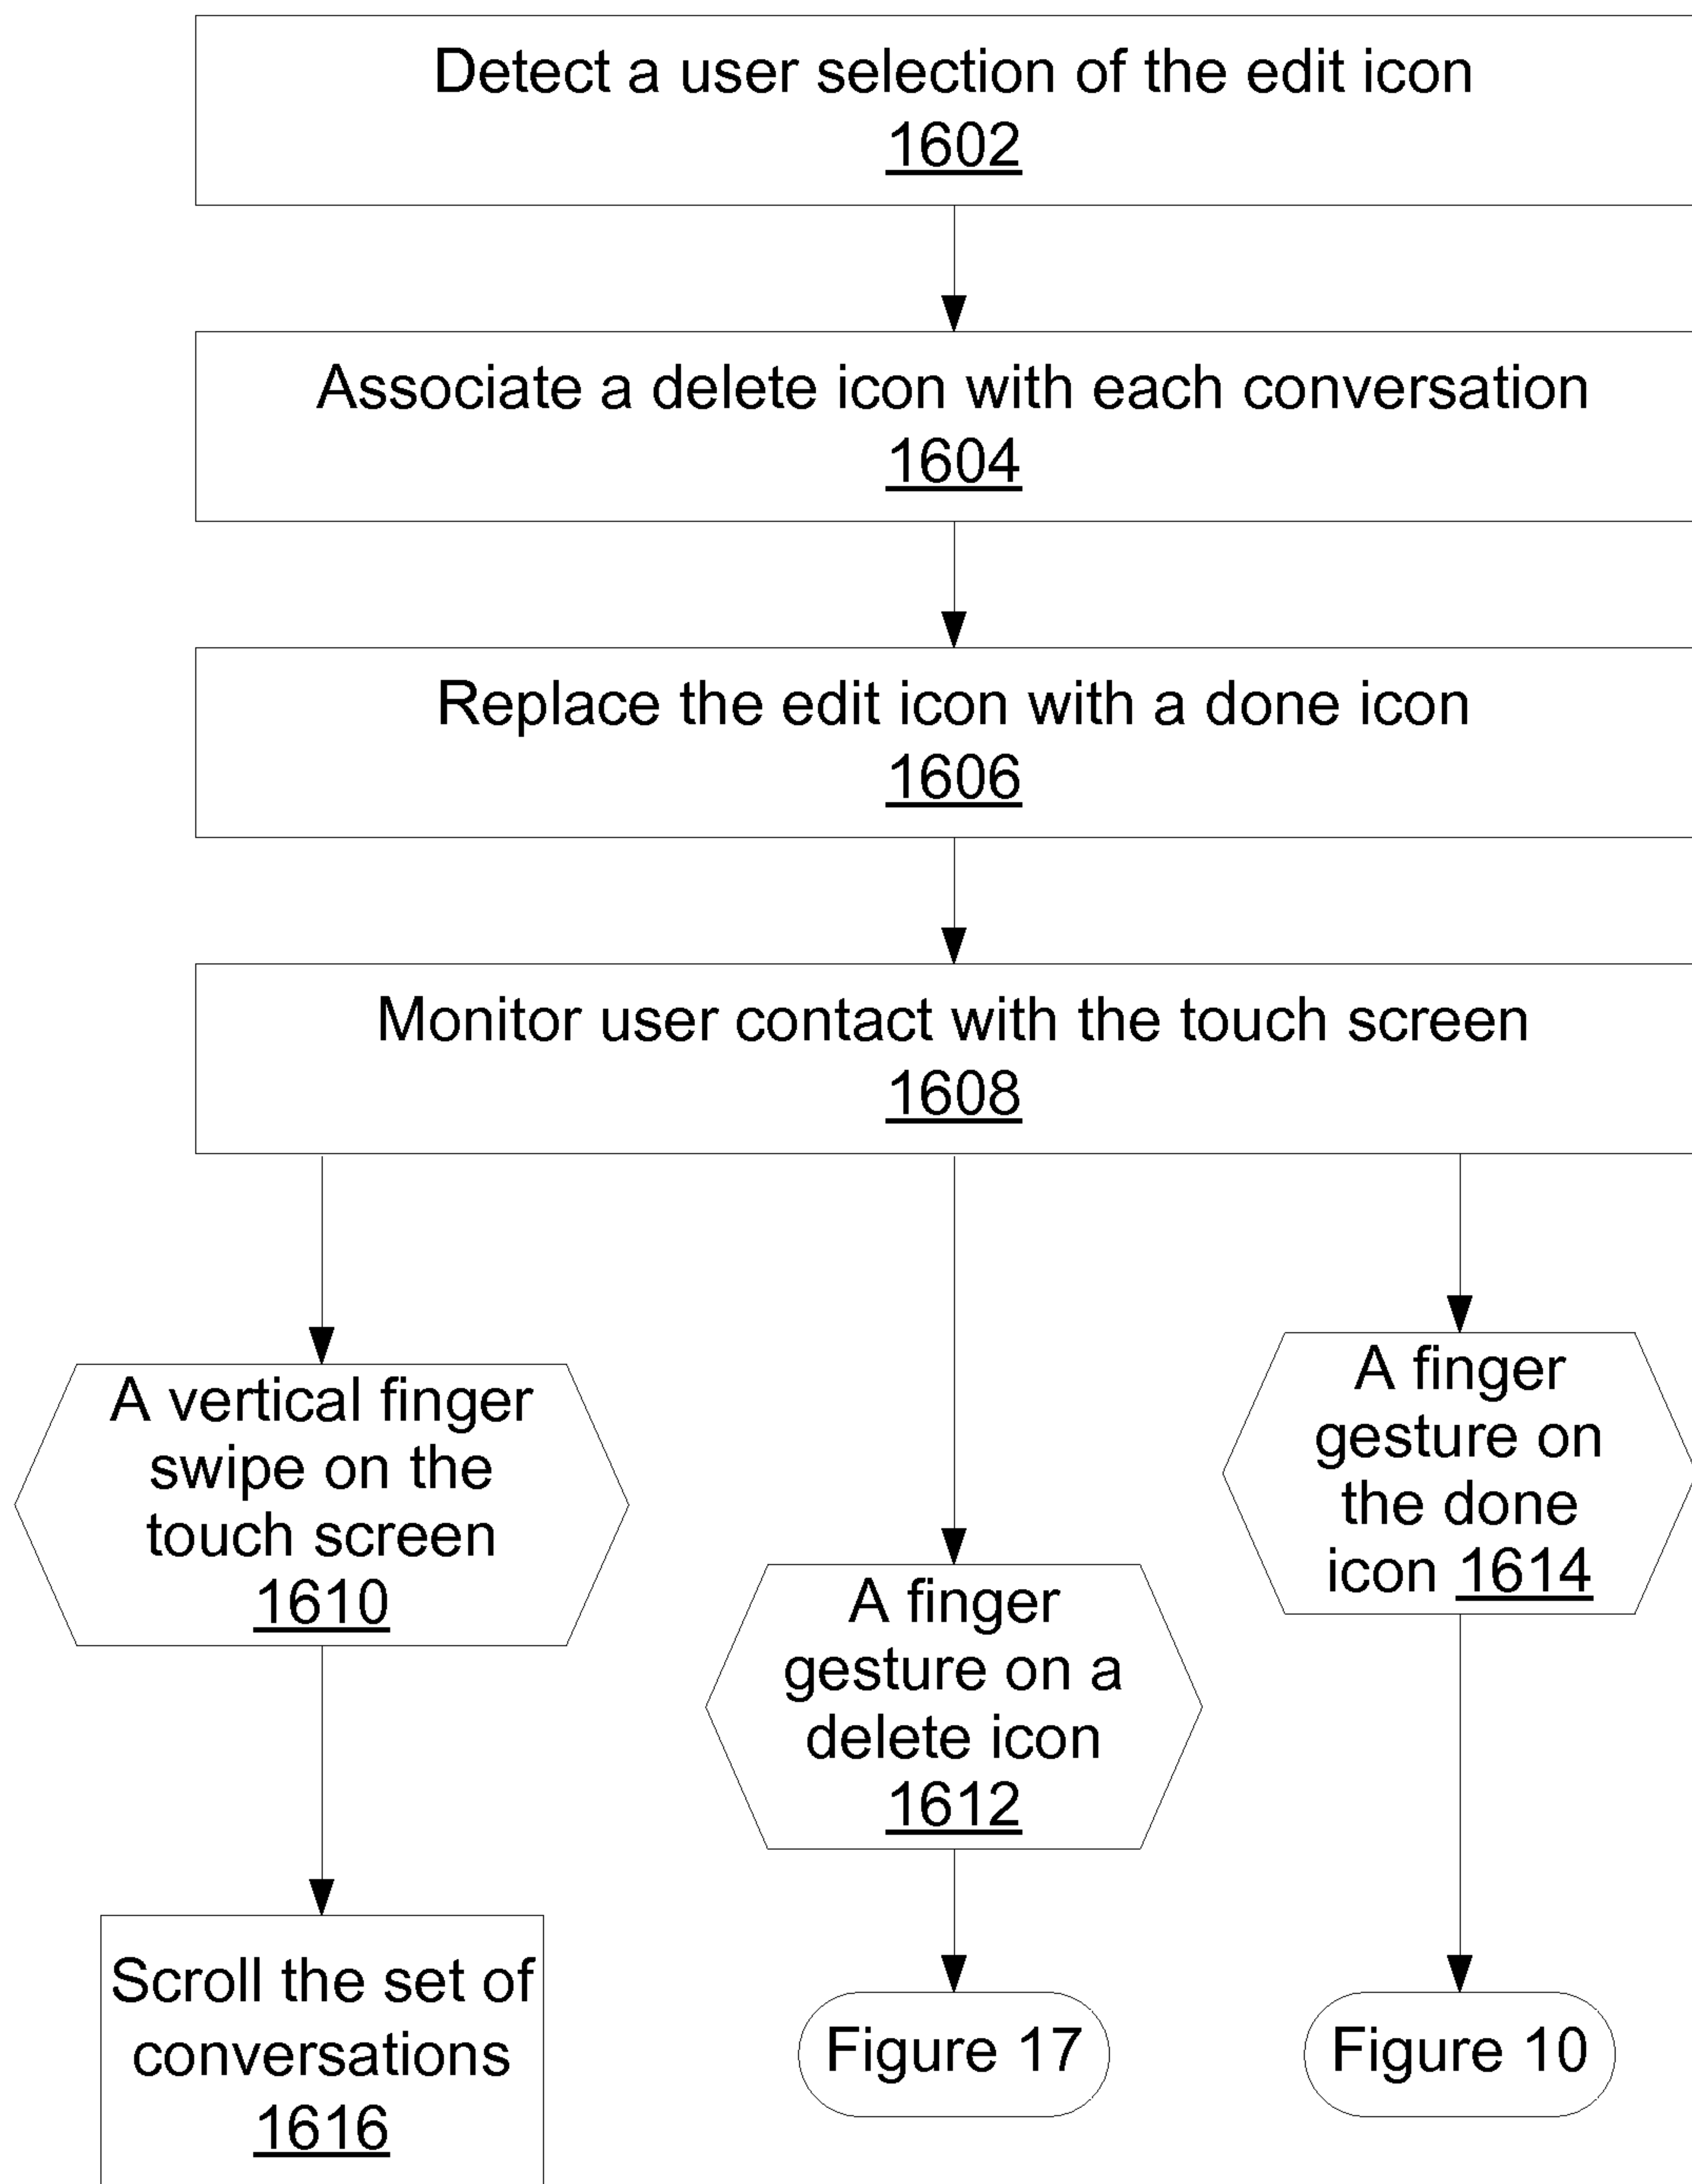 Detect a user selection of the edit icon
1602
Associate a delete icon with each conversation
1604
Replace the edit icon with a done icon
1606
Monitor user contact with the touch screen
1608
A vertical finger
swipe on the
touch screen
1610
A finger
gesture on a
delete icon
1612
A finger
gesture on
the done
icon 1614
Scroll the set of
conversations
1616
Figure 17
Figure 10